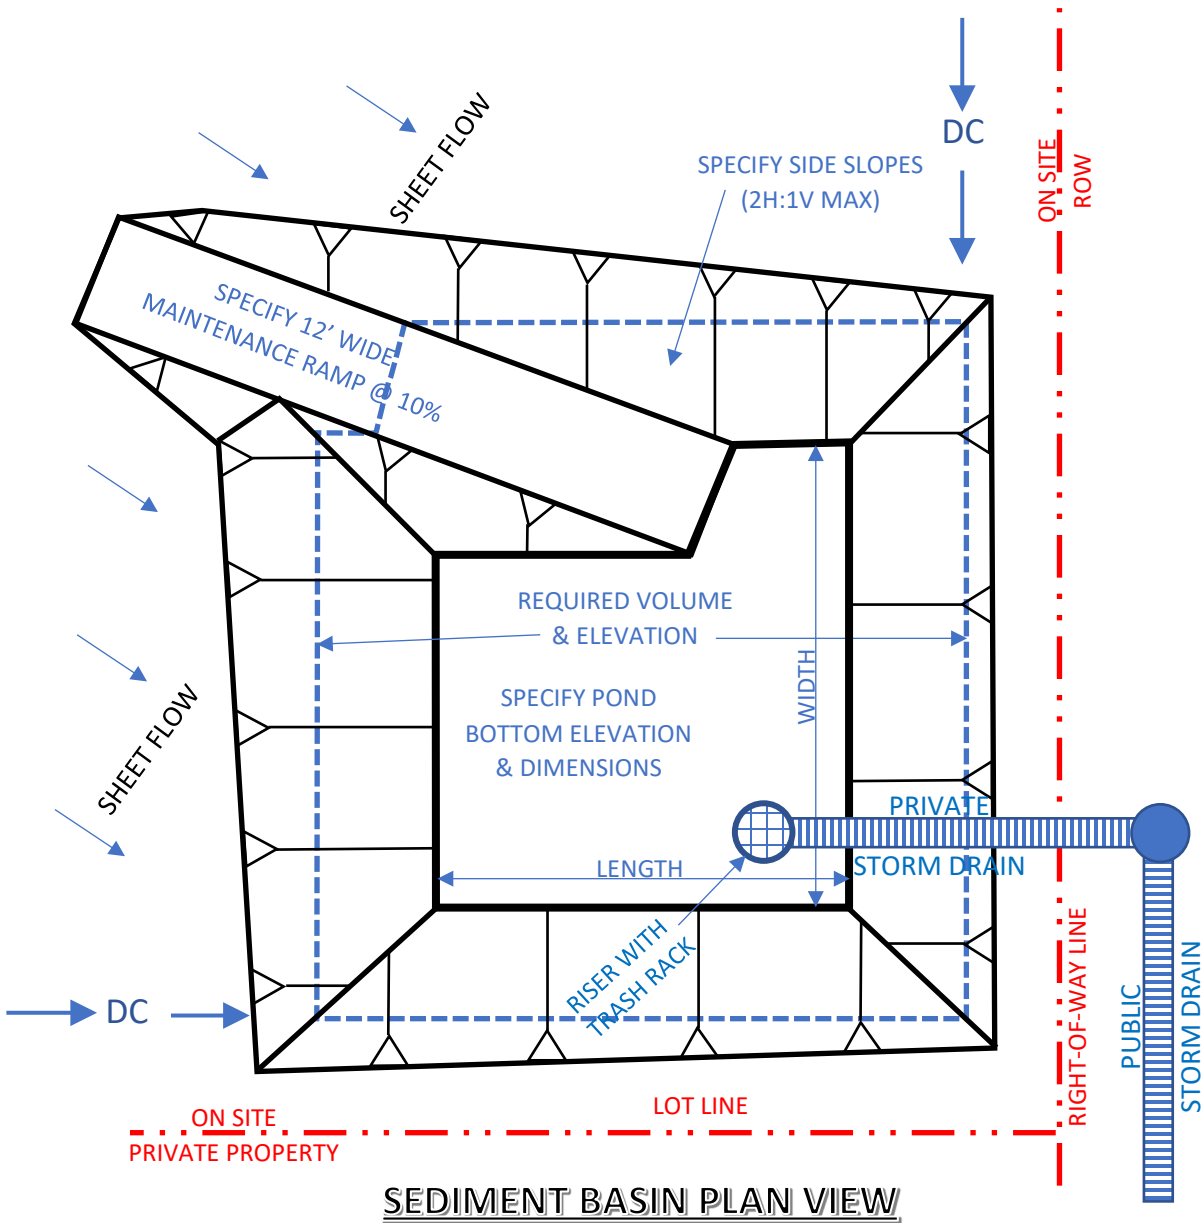 SHEET FLOW
DC
ON SITE
ROW
SPECIFY SIDE SLOPES
(2H:1V MAX)
SPECIFY 12’ WIDE
MAINTENANCE RAMP @ 10%
REQUIRED VOLUME
& ELEVATION
WIDTH
SPECIFY POND
BOTTOM ELEVATION
& DIMENSIONS
SHEET FLOW
PRIVATE
STORM DRAIN
LENGTH
RISER WITH
TRASH RACK
DC
RIGHT-OF-WAY LINE
PUBLIC
STORM DRAIN
ON SITE
LOT LINE
PRIVATE PROPERTY
SEDIMENT BASIN PLAN VIEW